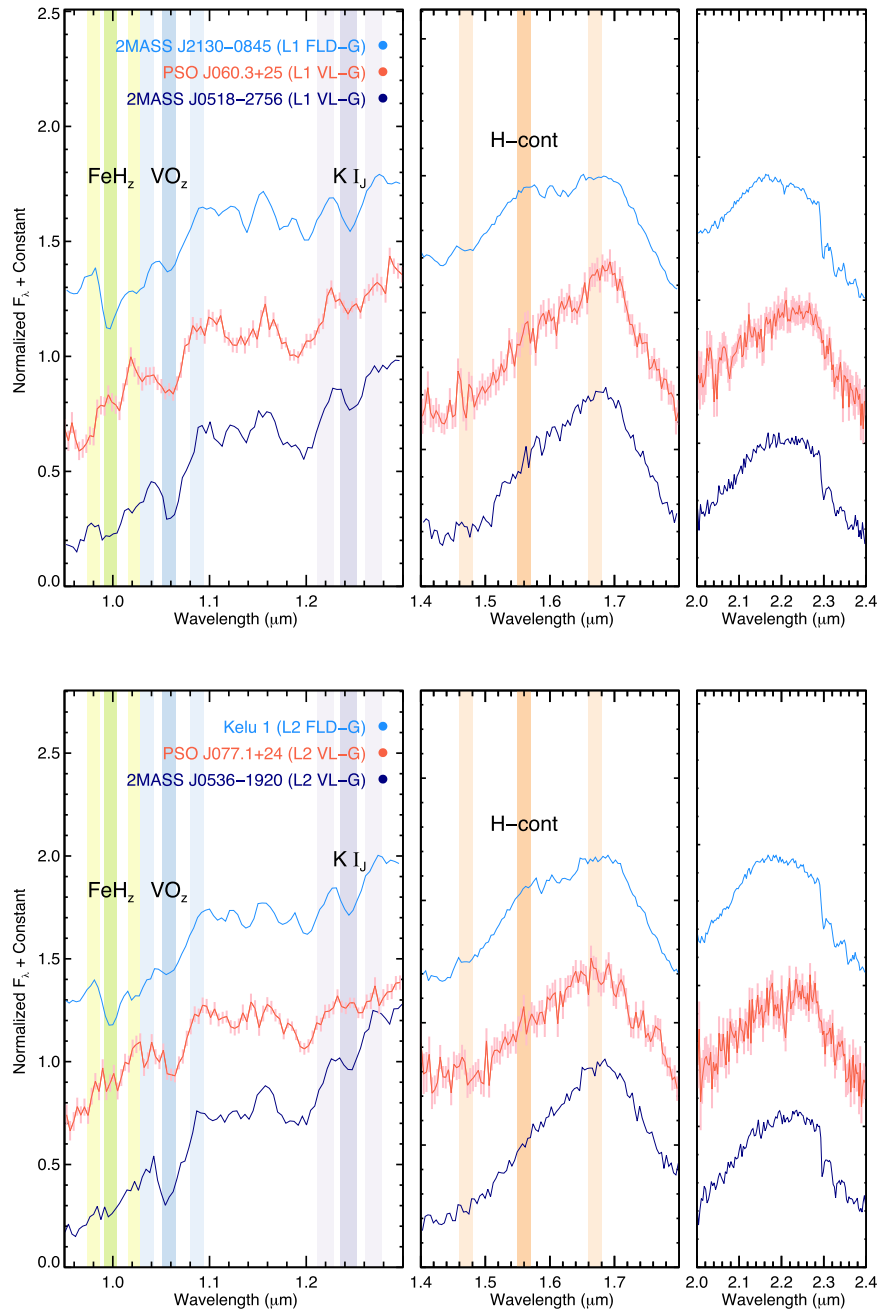 2.5
2MASS J2130−0845 (L1 FLD−G)
PSO J060.3+25 (L1 VL−G)
2MASS J0518−2756 (L1 VL−G)
2.0
FeH_z VO_z K I_J H−cont
1.5
1.0
0.5
0.0
Normalized F_λ + Constant
1.0 1.1 1.2 1.4 1.5 1.6 1.7 2.0 2.1 2.2 2.3 2.4
Wavelength (μm) Wavelength (μm) Wavelength (μm)
2.5
Kelu 1 (L2 FLD−G)
PSO J077.1+24 (L2 VL−G)
2MASS J0536−1920 (L2 VL−G)
H−cont
2.0
FeH_z VO_z K I_J
1.5
1.0
0.5
0.0
Normalized F_λ + Constant
1.0 1.1 1.2 1.4 1.5 1.6 1.7 2.0 2.1 2.2 2.3 2.4
Wavelength (μm) Wavelength (μm) Wavelength (μm)